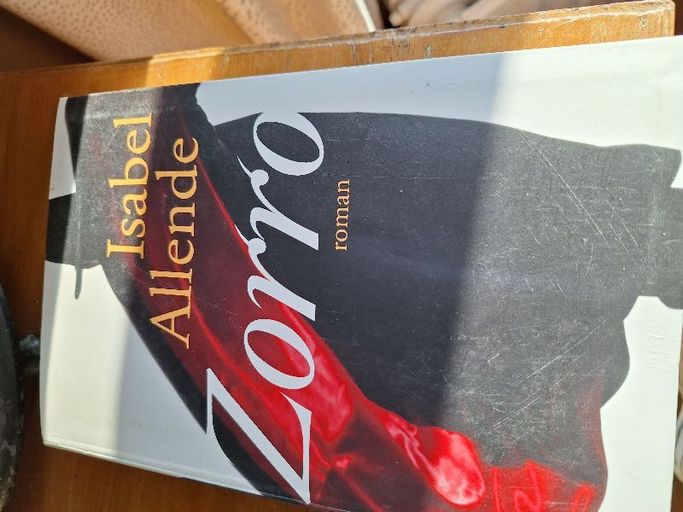 Isabel
Allende
Zorro
roman